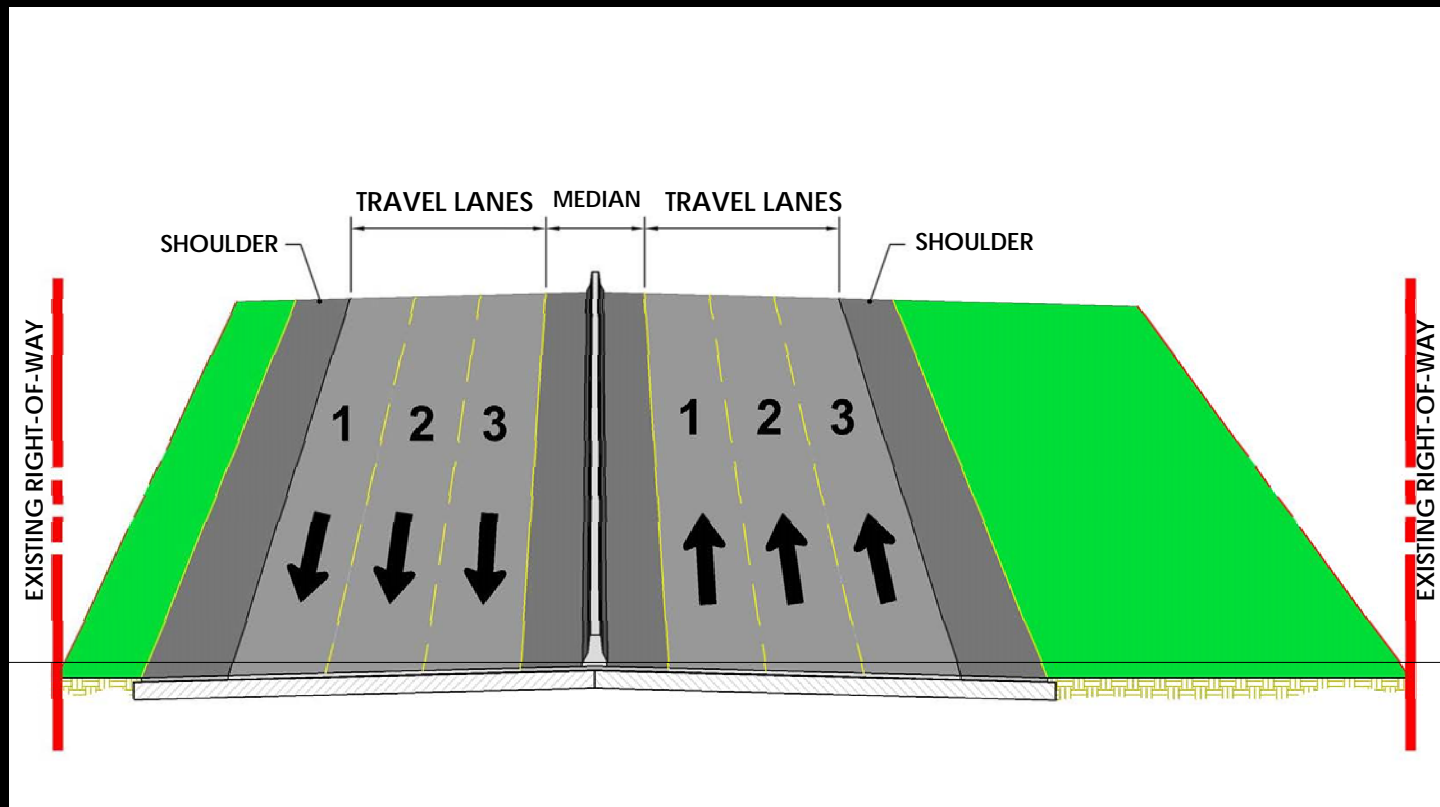 TRAVEL LANES MEDIAN TRAVEL LANES
SHOULDER SHOULDER
EXISTING RIGHT-OF-WAY
EXISTING RIGHT-OF-WAY
1 2 3 1 2 3